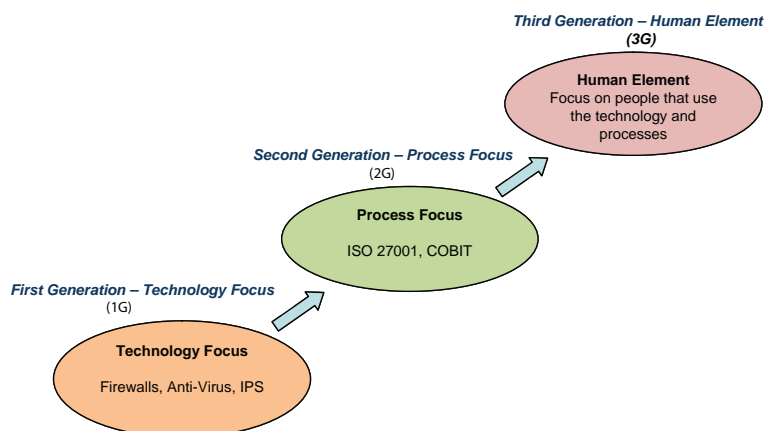 Third Generation – Human Element
(3G)
Human Element
Focus on people that use
the technology and
processes
Second Generation – Process Focus
(2G)
Process Focus
ISO 27001, COBIT
First Generation – Technology Focus
(1G)
Technology Focus
Firewalls, Anti-Virus, IPS